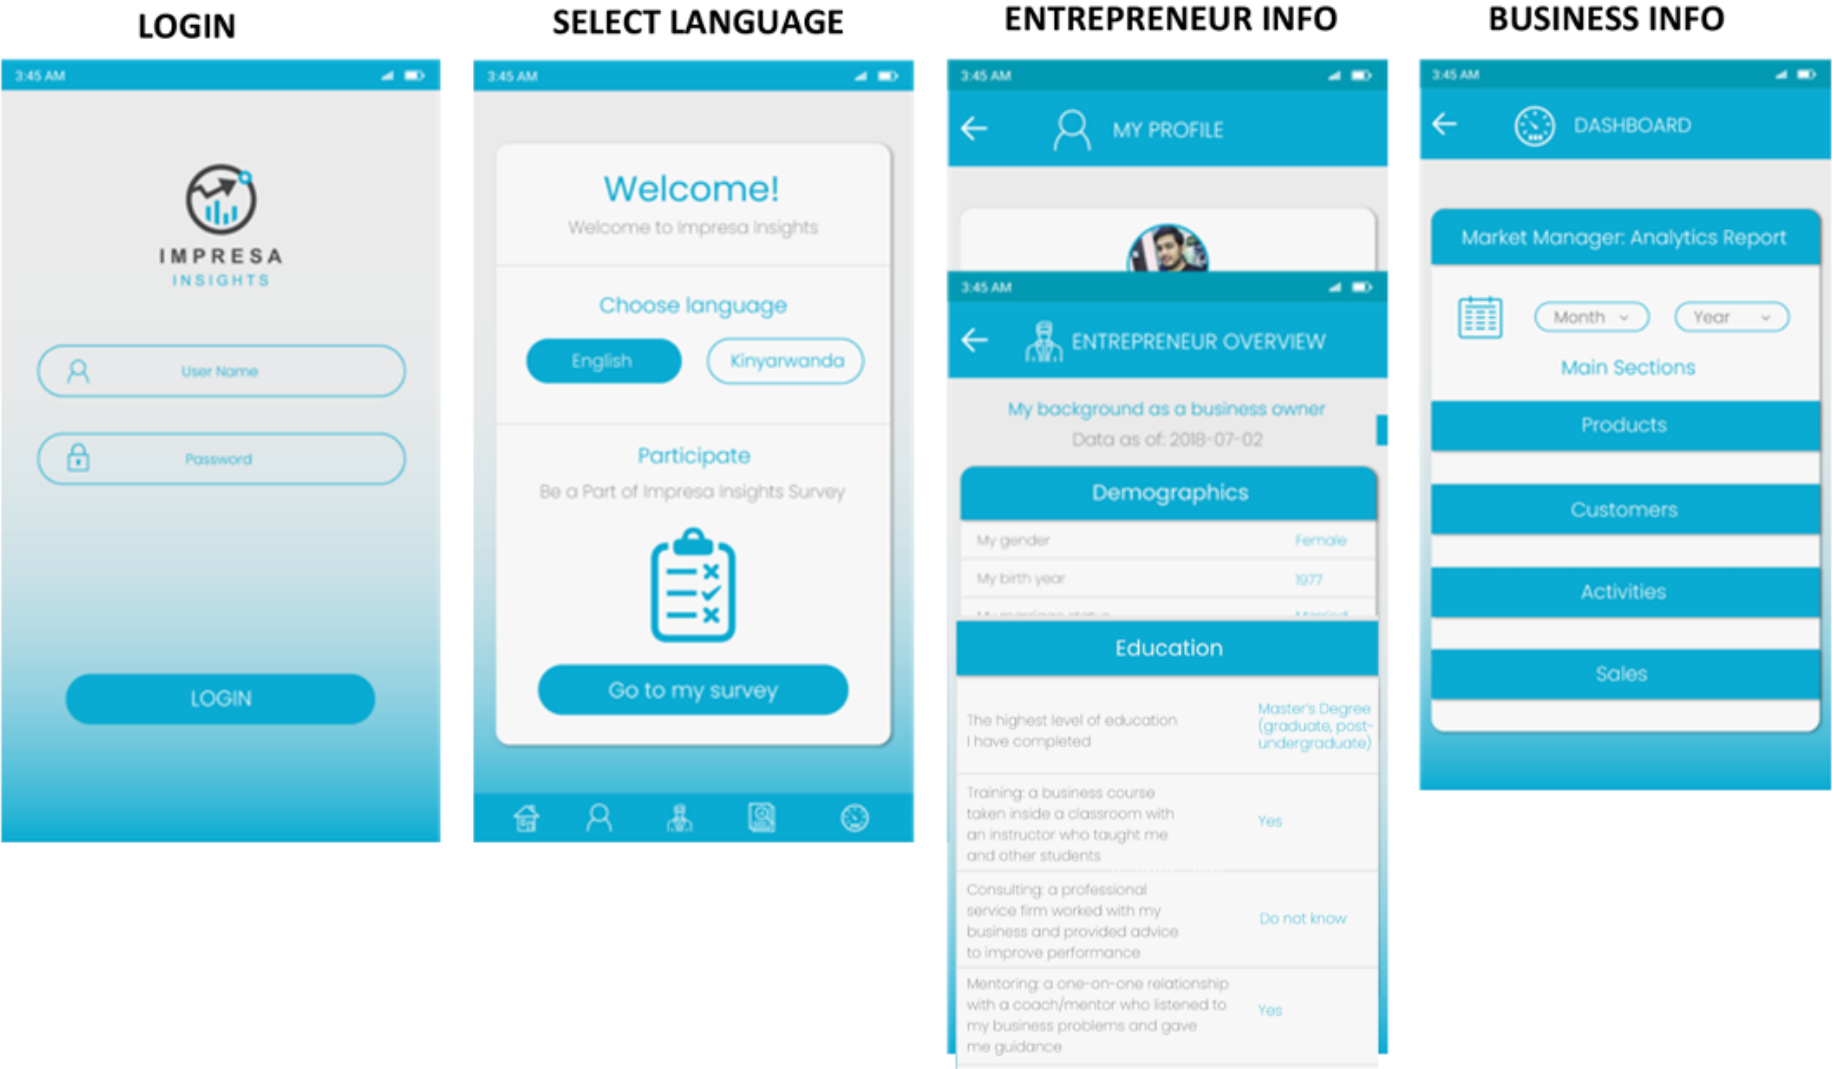 LOGIN
3:45 AM
IMPRESA
INSIGHTS
User Name
Password
LOGIN
SELECT LANGUAGE
3:45 AM
Welcome!
Welcome to Impresa Insights
Choose language
English
Kinyarwanda
Participate
Be a Part of Impresa Insights Survey
Go to my survey
ENTREPRENEUR INFO
3:45 AM
MY PROFILE
3:45 AM
ENTREPRENEUR OVERVIEW
My background as a business owner
Data as of: 2018-07-02
Demographics
My gender Female
My birth year 1977
My marriage status Married
Education
The highest level of education
I have completed
Master's Degree
(graduate, post-
undergraduate)
Training: a business course
taken inside a classroom with
an instructor who taught me
and other students
Yes
Consulting: a professional
service firm worked with my
business and provided advice
to improve performance
Do not know
Mentoring: a one-on-one relationship
with a coach/mentor who listened to
my business problems and gave
me guidance
Yes
BUSINESS INFO
3:45 AM
DASHBOARD
Market Manager: Analytics Report
Month
Year
Main Sections
Products
Customers
Activities
Sales